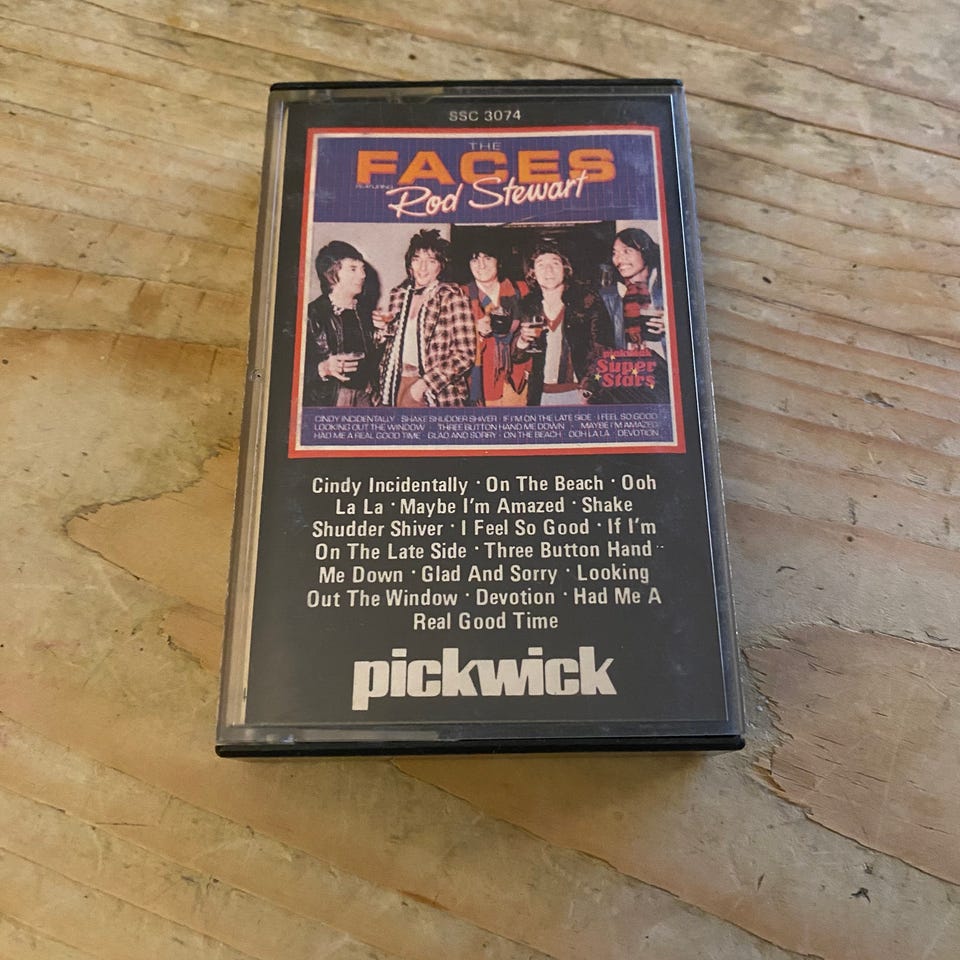 SSC 3074
THE
FACES
FEATURING
Rod Stewart
pickwick
Super
Stars
CINDY INCIDENTALLY · SHAKE SHUDDER SHIVER · IF I'M ON THE LATE SIDE · I FEEL SO GOOD
LOOKING OUT THE WINDOW · THREE BUTTON HAND ME DOWN · MAYBE I'M AMAZED
HAD ME A REAL GOOD TIME · GLAD AND SORRY · ON THE BEACH · OOH LA LA · DEVOTION
Cindy Incidentally · On The Beach · Ooh
La La · Maybe I'm Amazed · Shake
Shudder Shiver · I Feel So Good · If I'm
On The Late Side · Three Button Hand
Me Down · Glad And Sorry · Looking
Out The Window · Devotion · Had Me A
Real Good Time
pickwick